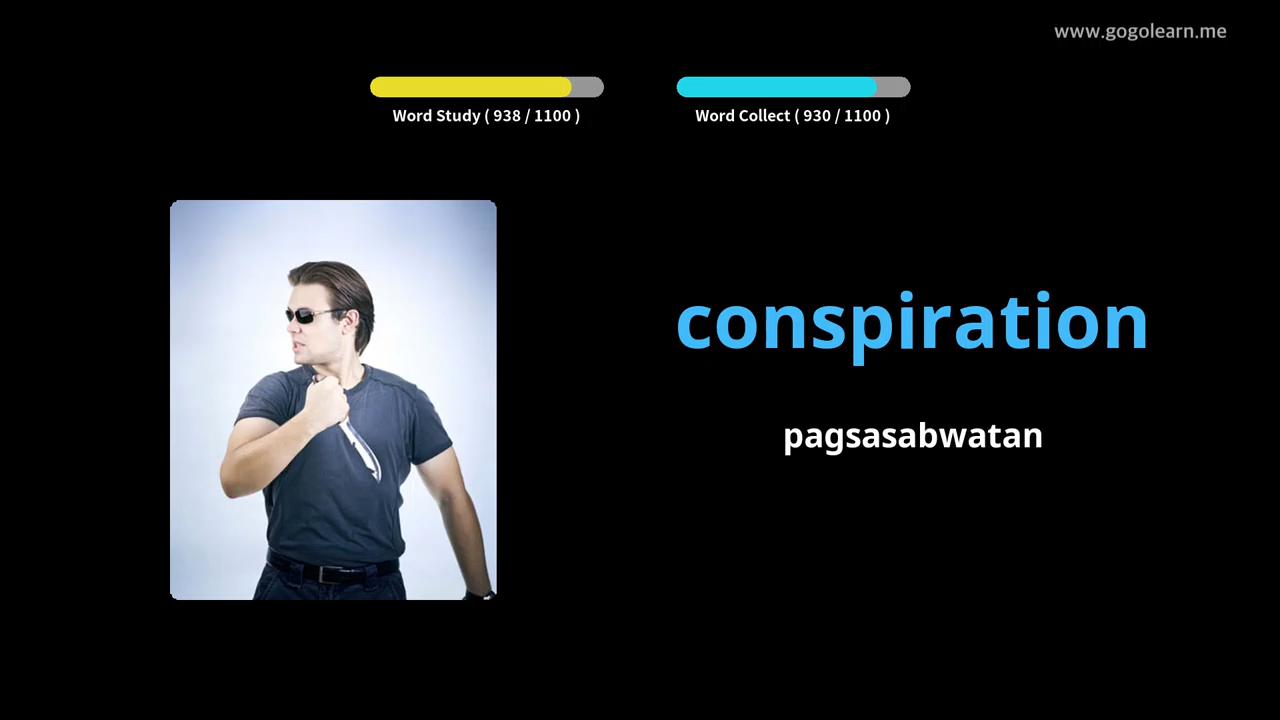 www.gogolearn.me
Word Study ( 938 / 1100 )
Word Collect ( 930 / 1100 )
conspiration
pagsasabwatan